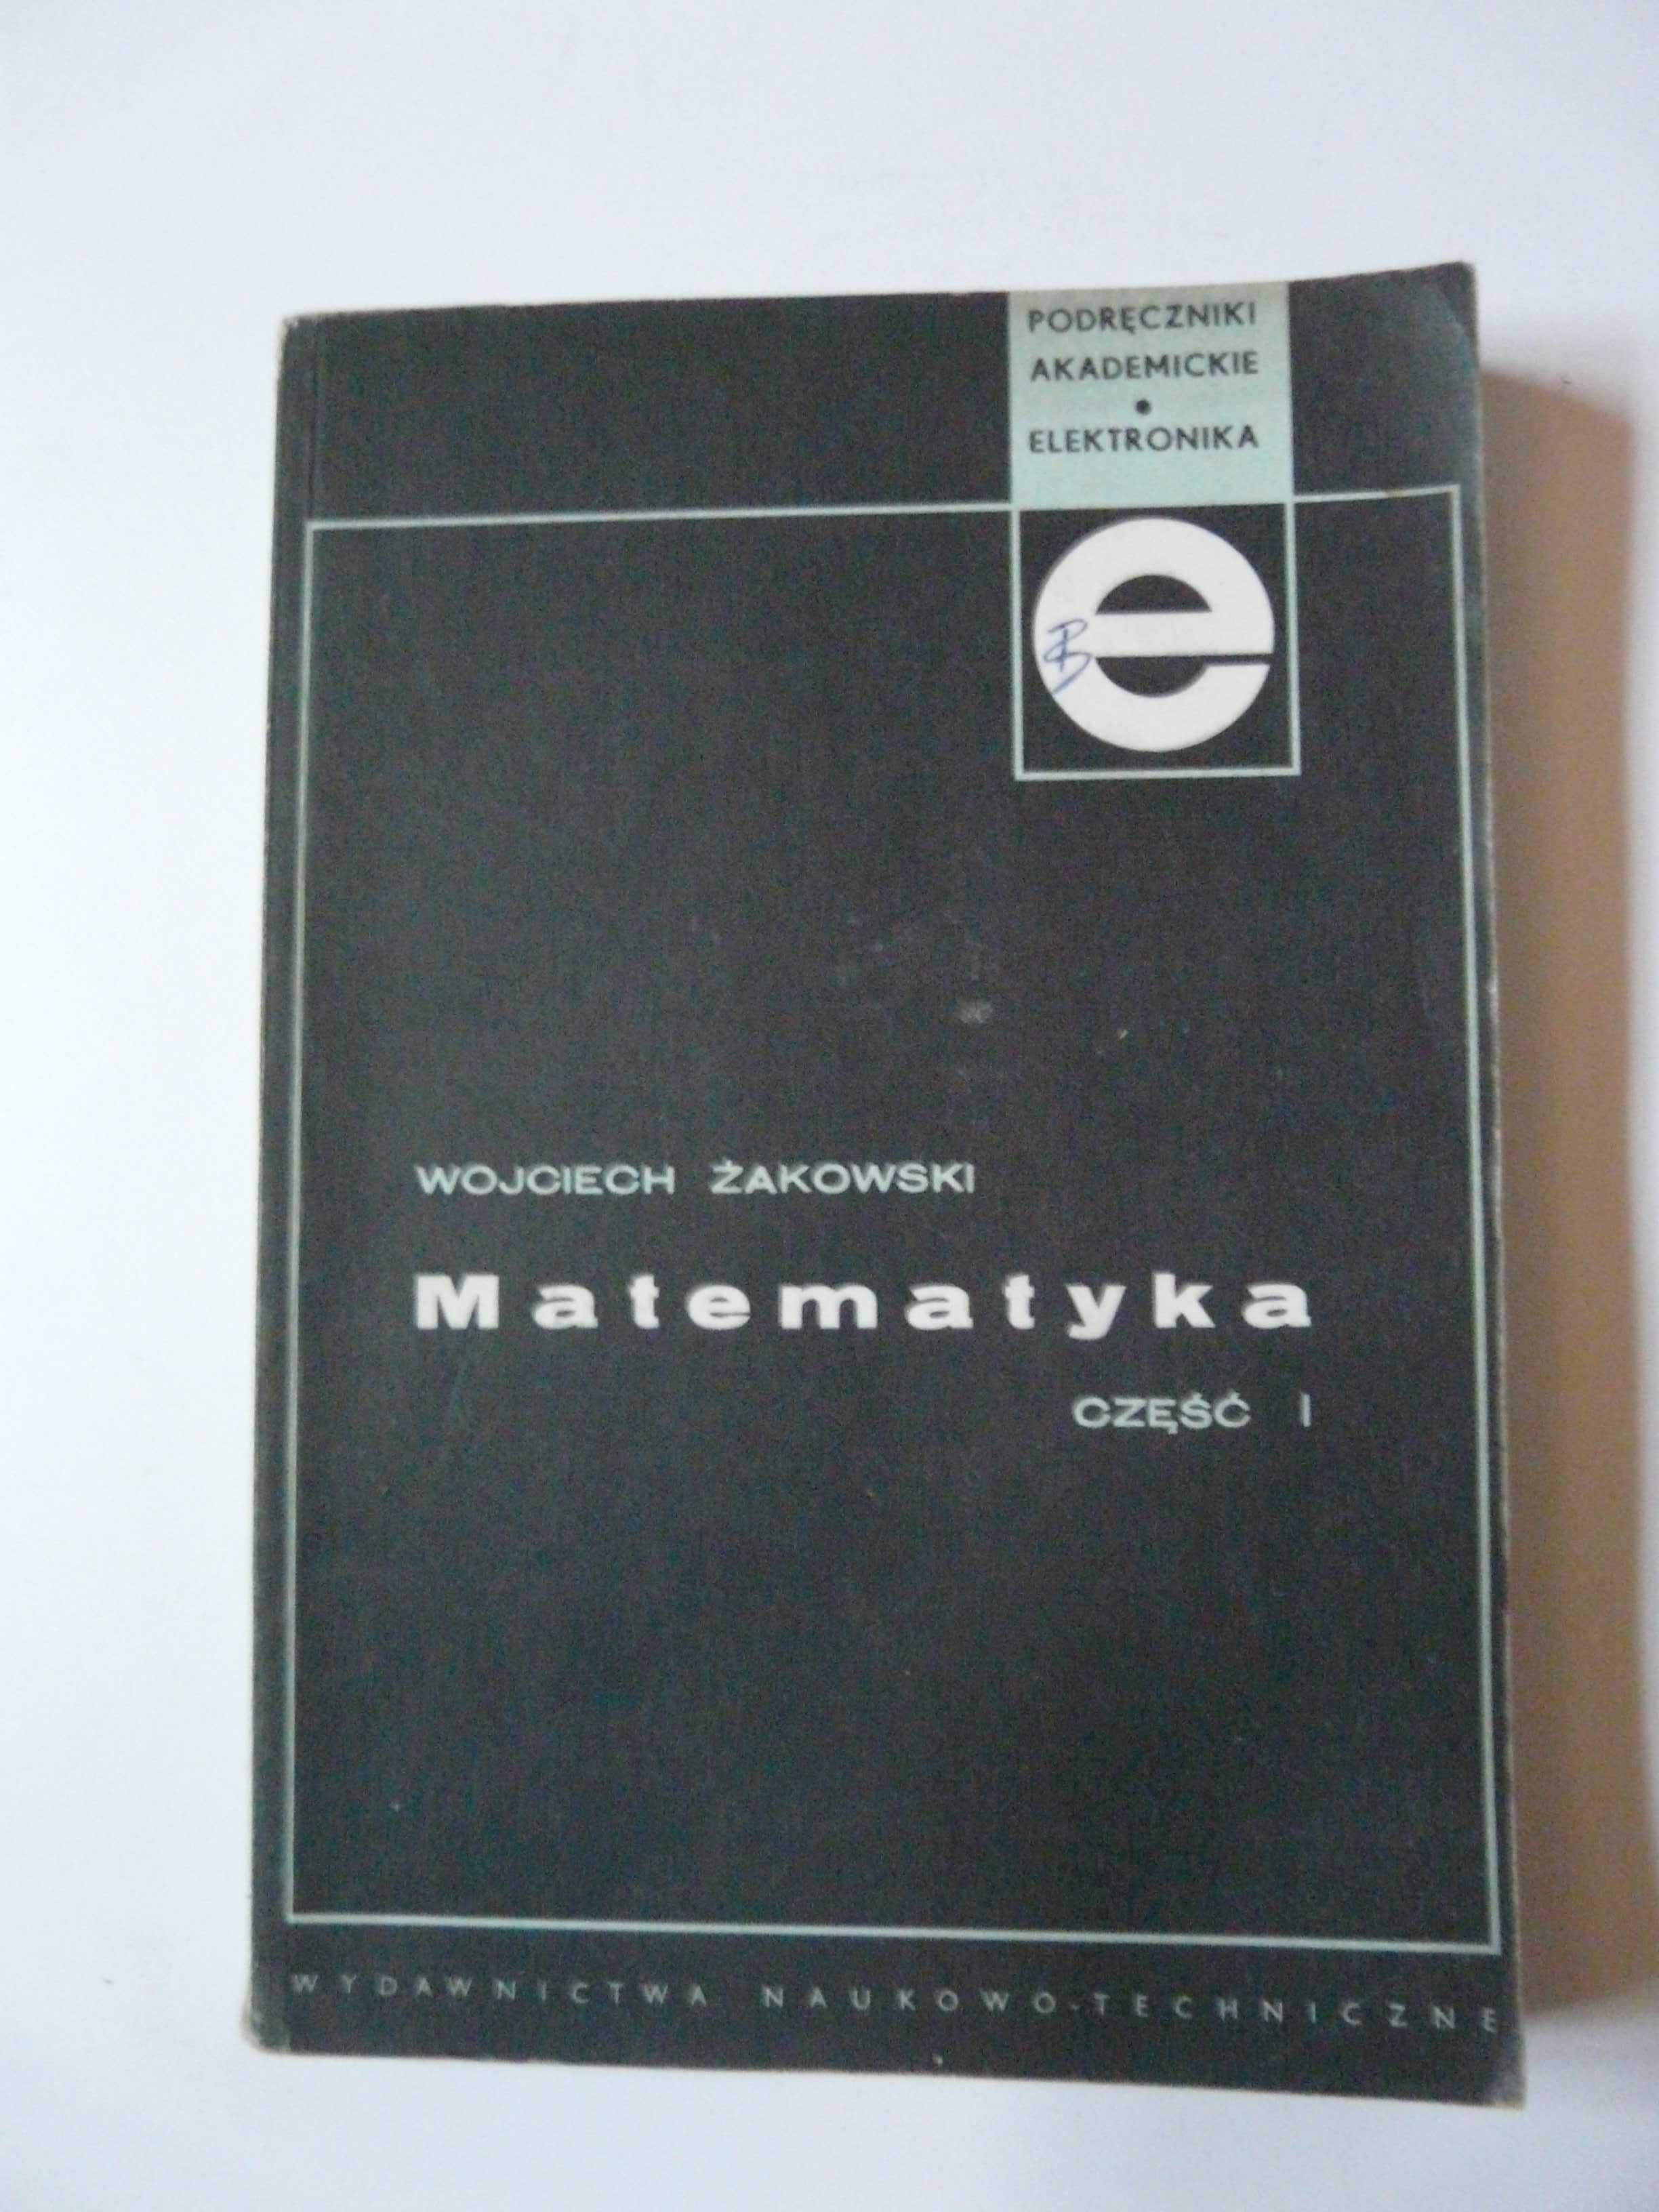 PODRĘCZNIKI
AKADEMICKIE
•
ELEKTRONIKA
e
WOJCIECH ŻAKOWSKI
Matematyka
CZĘŚĆ I
WYDAWNICTWA NAUKOWO-TECHNICZNE